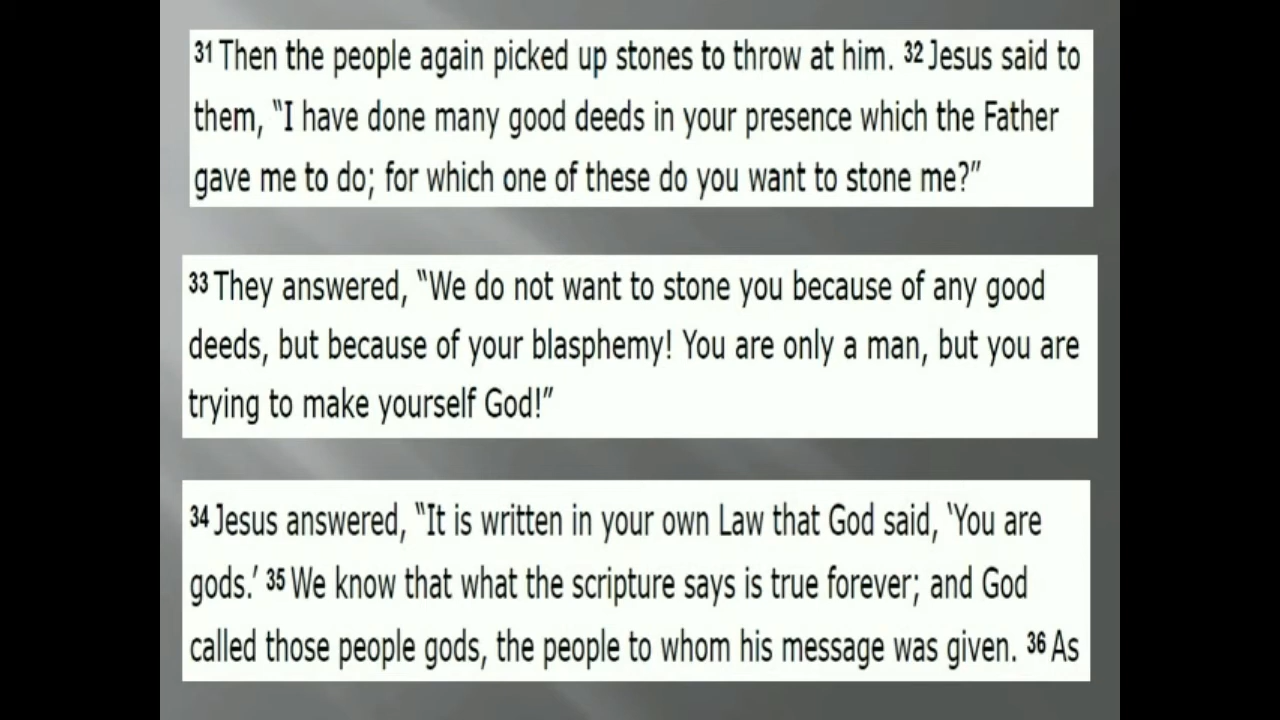 31 Then the people again picked up stones to throw at him. 32 Jesus said to
them, “I have done many good deeds in your presence which the Father
gave me to do; for which one of these do you want to stone me?”
33 They answered, “We do not want to stone you because of any good
deeds, but because of your blasphemy! You are only a man, but you are
trying to make yourself God!”
34 Jesus answered, “It is written in your own Law that God said, ‘You are
gods.’ 35 We know that what the scripture says is true forever; and God
called those people gods, the people to whom his message was given. 36 As